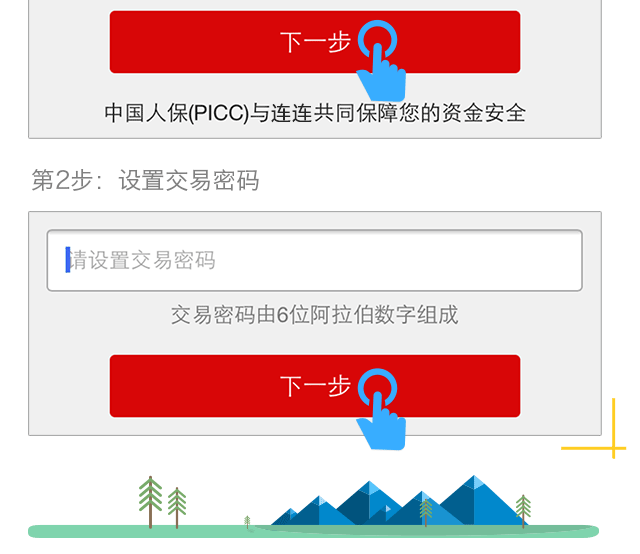 下一步
中国人保(PICC)与连连共同保障您的资金安全
第2步：设置交易密码
请设置交易密码
交易密码由6位阿拉伯数字组成
下一步